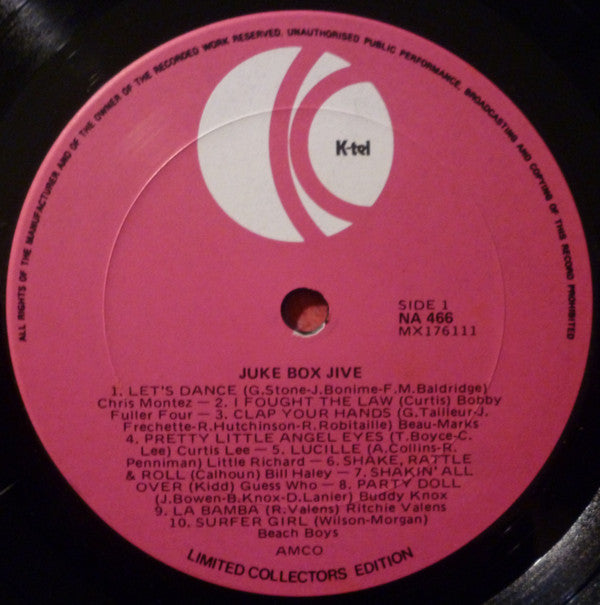 ALL RIGHTS OF THE MANUFACTURER AND OF THE OWNER OF THE RECORDED WORK RESERVED. UNAUTHORISED PUBLIC PERFORMANCE, BROADCASTING AND COPYING OF THIS RECORD PROHIBITED
K-tel
SIDE 1
NA 466
MX176111
JUKE BOX JIVE
1. LET'S DANCE (G.Stone-J.Bonime-F.M.Baldridge)
Chris Montez — 2. I FOUGHT THE LAW (Curtis) Bobby
Fuller Four — 3. CLAP YOUR HANDS (G.Tailleur-J.
Frechette-R.Hutchinson-R.Robitaille) Beau-Marks
4. PRETTY LITTLE ANGEL EYES (T.Boyce-C.
Lee) Curtis Lee — 5. LUCILLE (A.Collins-R.
Penniman) Little Richard — 6. SHAKE, RATTLE
& ROLL (Calhoun) Bill Haley — 7. SHAKIN' ALL
OVER (Kidd) Guess Who — 8. PARTY DOLL
(J.Bowen-B.Knox-D.Lanier) Buddy Knox
9. LA BAMBA (R.Valens) Ritchie Valens
10. SURFER GIRL (Wilson-Morgan)
Beach Boys
AMCO
LIMITED COLLECTORS EDITION